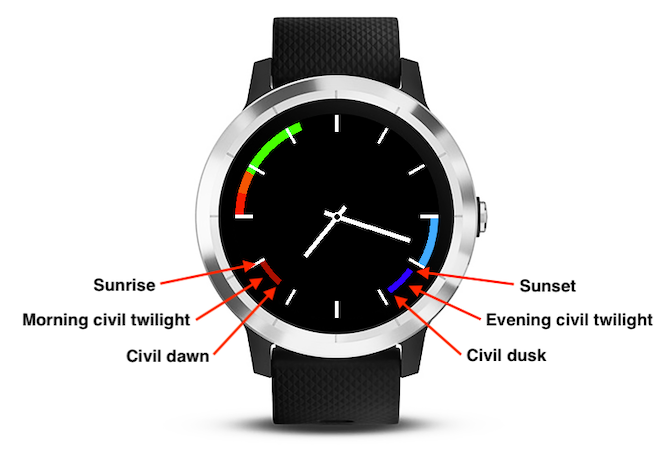 Sunrise
Morning civil twilight
Civil dawn
Sunset
Evening civil twilight
Civil dusk